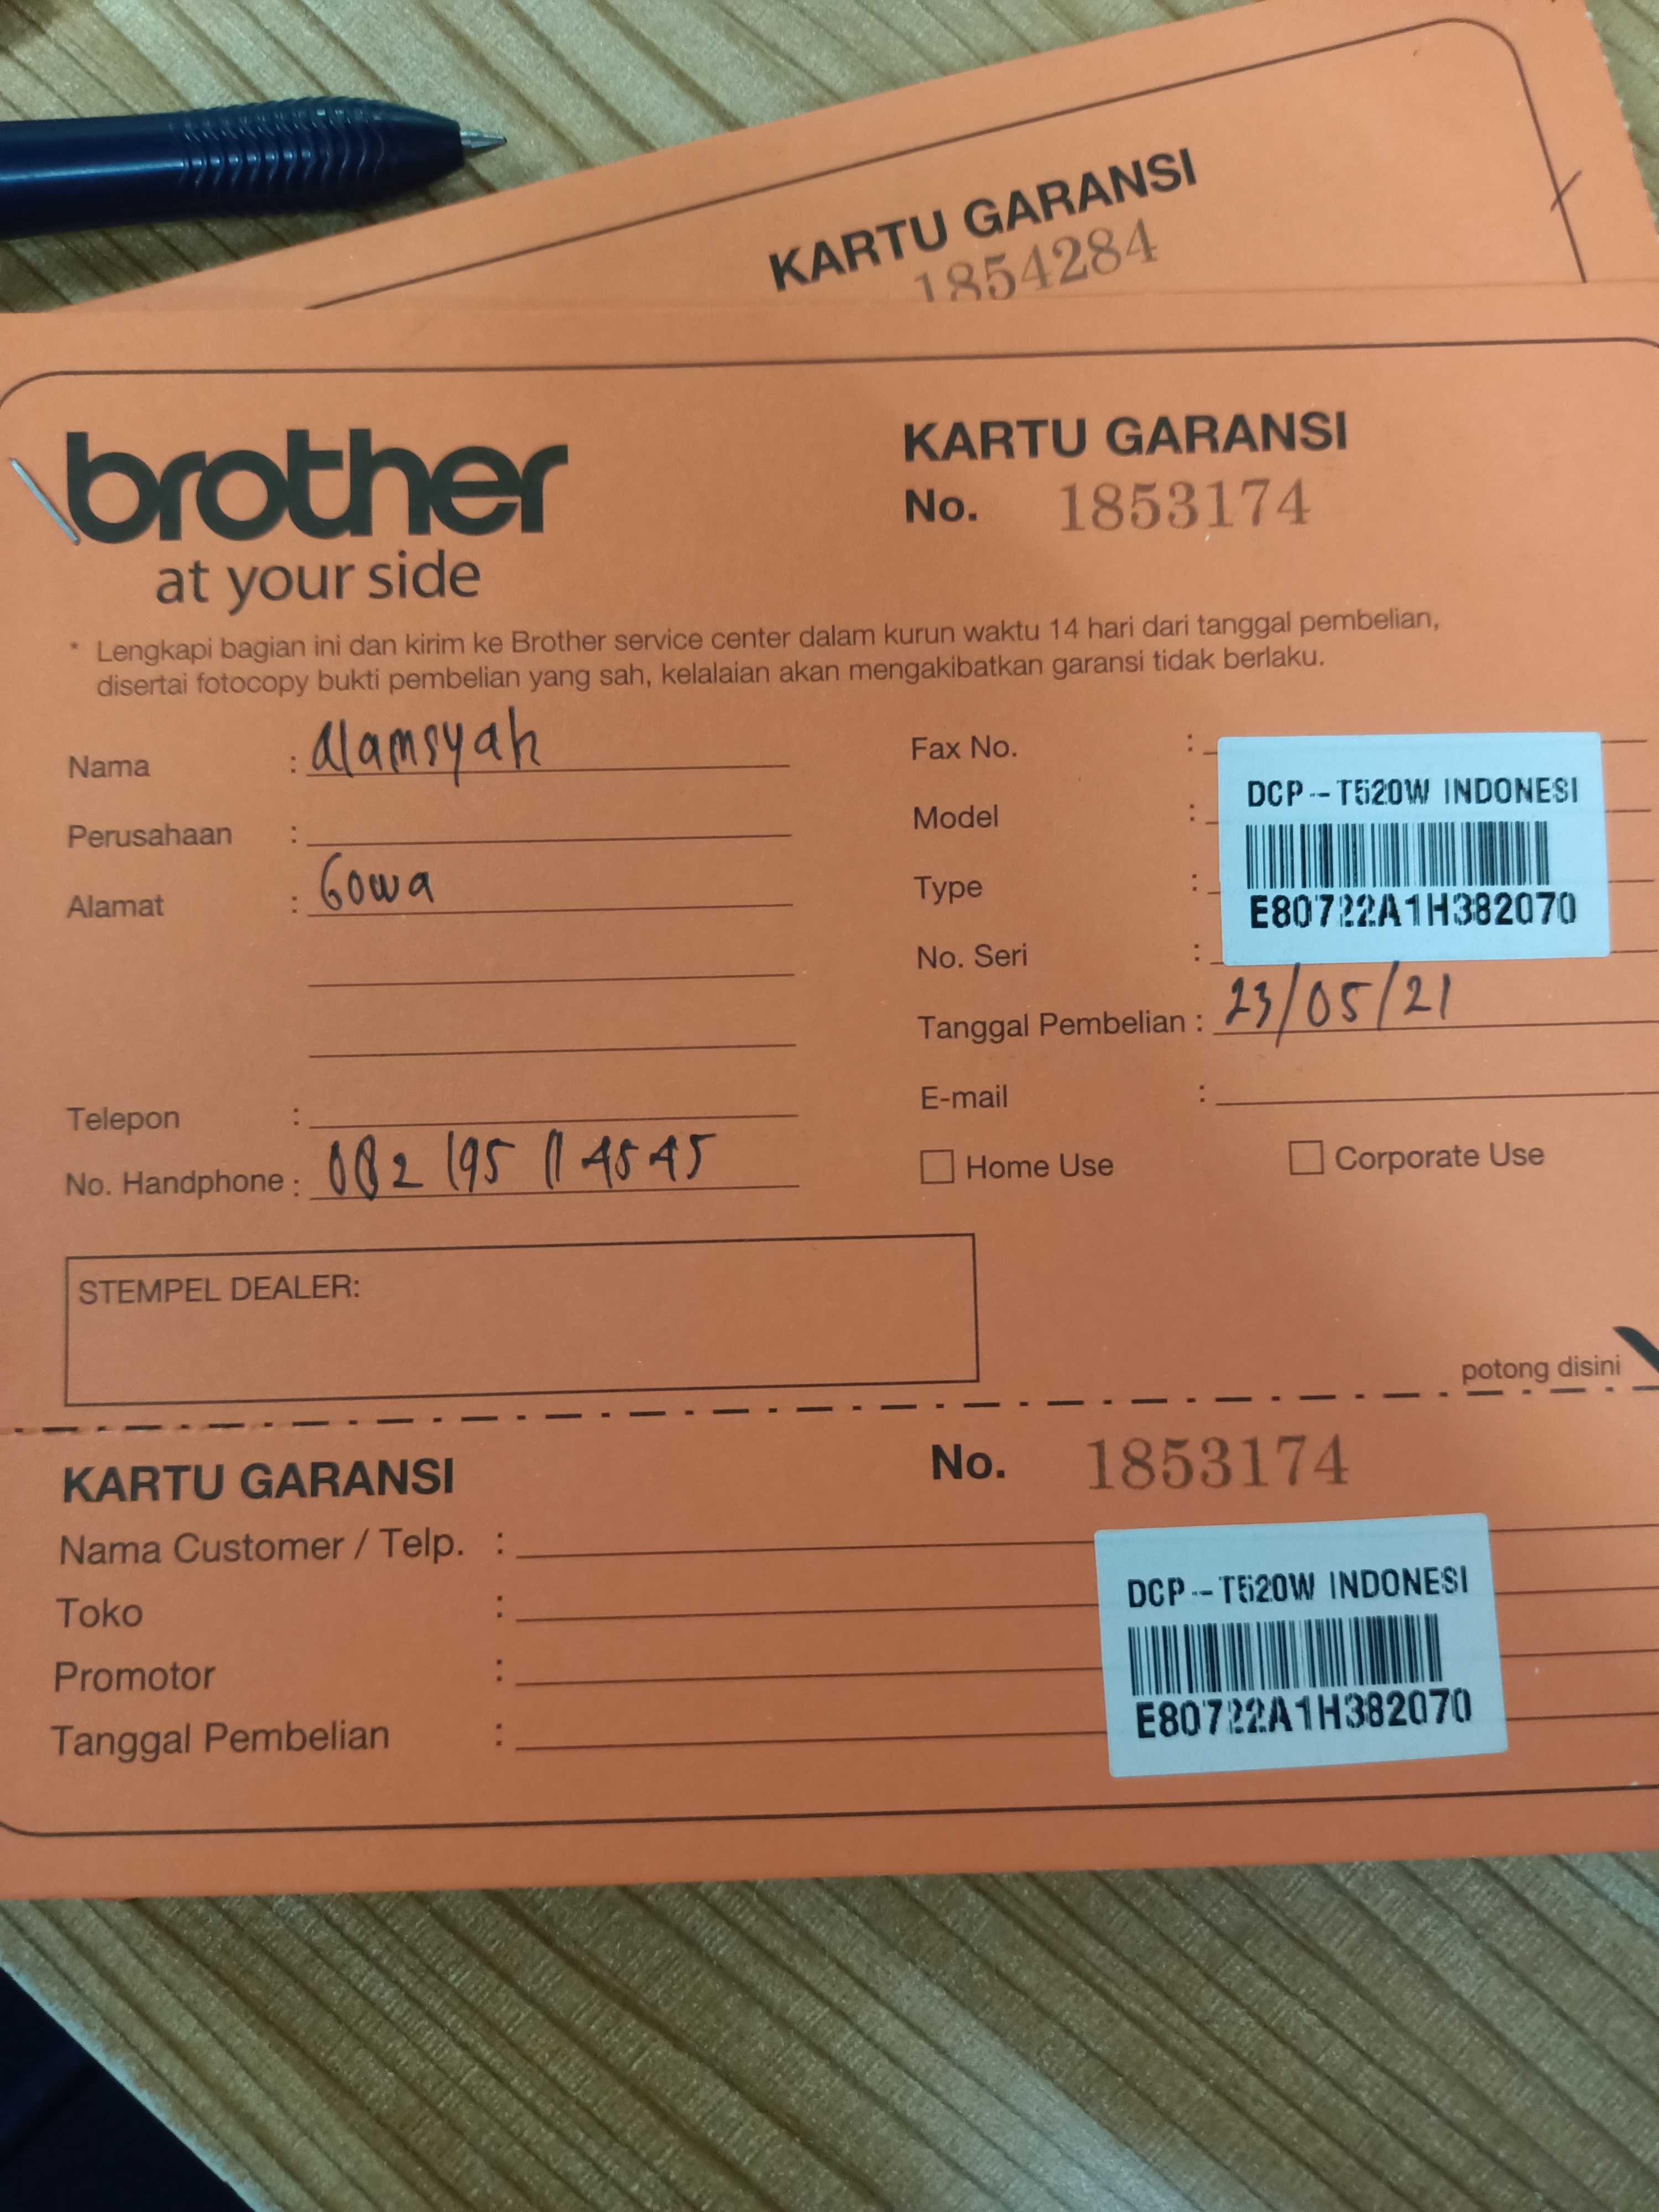 KARTU GARANSI
1854284
brother
at your side
KARTU GARANSI
No. 1853174
* Lengkapi bagian ini dan kirim ke Brother service center dalam kurun waktu 14 hari dari tanggal pembelian,
disertai fotocopy bukti pembelian yang sah, kelalaian akan mengakibatkan garansi tidak berlaku.
Nama : Alamsyah
Perusahaan :
Alamat : Gowa
Telepon :
No. Handphone : 082 195 11 4545
Fax No. :
Model :
Type :
No. Seri :
DCP--T520W INDONESI
E80722A1H382070
Tanggal Pembelian : 23/05/21
E-mail :
Home Use Corporate Use
STEMPEL DEALER:
potong disini
KARTU GARANSI No. 1853174
Nama Customer / Telp. :
Toko :
Promotor :
Tanggal Pembelian :
DCP--T520W INDONESI
E80722A1H382070